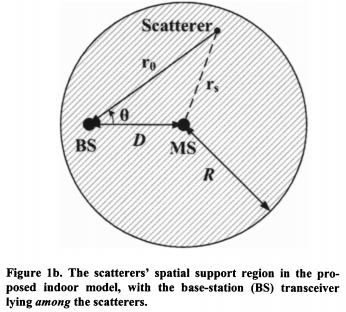 Scatterer
r₀
rₛ
θ
BS
D
MS
R
Figure 1b. The scatterers' spatial support region in the pro-
posed indoor model, with the base-station (BS) transceiver
lying among the scatterers.